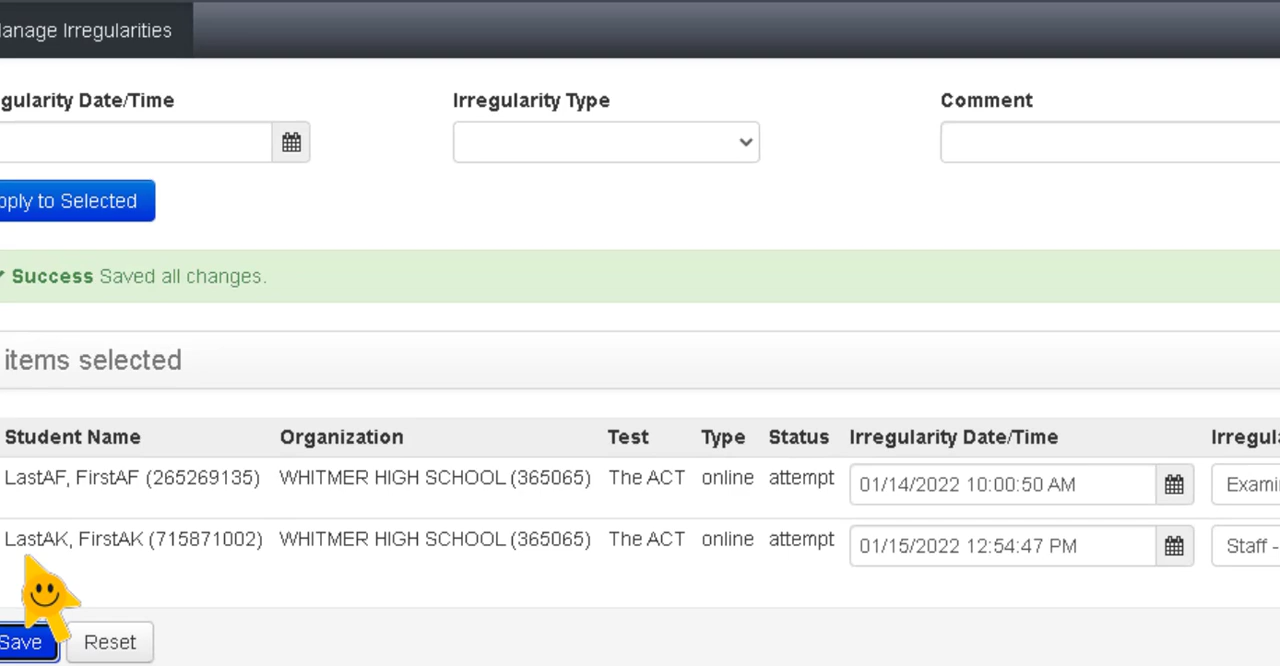 anage Irregularities
gularity Date/Time Irregularity Type Comment
pply to Selected
✔ Success Saved all changes.
items selected
Student Name Organization Test Type Status Irregularity Date/Time Irregul
LastAF, FirstAF (265269135) WHITMER HIGH SCHOOL (365065) The ACT online attempt 01/14/2022 10:00:50 AM Exami
LastAK, FirstAK (715871002) WHITMER HIGH SCHOOL (365065) The ACT online attempt 01/15/2022 12:54:47 PM Staff -
Save Reset